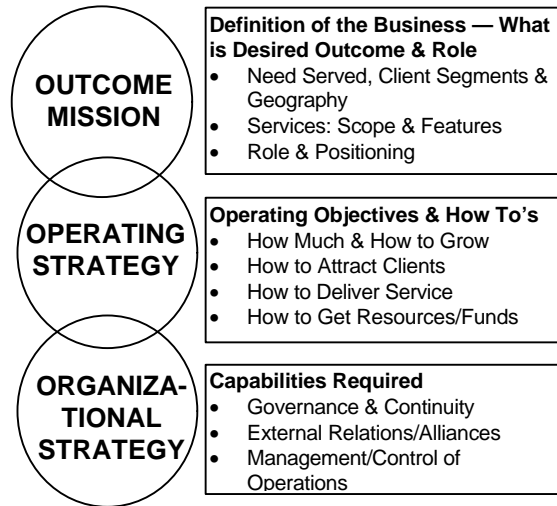 OUTCOME
MISSION
Definition of the Business — What
is Desired Outcome & Role
• Need Served, Client Segments &
Geography
• Services: Scope & Features
• Role & Positioning
OPERATING
STRATEGY
Operating Objectives & How To's
• How Much & How to Grow
• How to Attract Clients
• How to Deliver Service
• How to Get Resources/Funds
ORGANIZA-
TIONAL
STRATEGY
Capabilities Required
• Governance & Continuity
• External Relations/Alliances
• Management/Control of
Operations